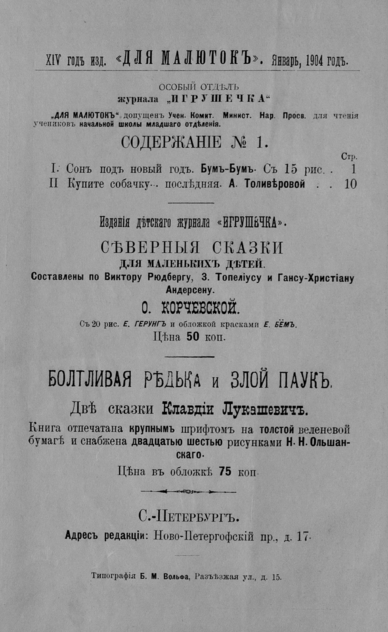 XIV годъ изд. «ДЛЯ МАЛЮТОКЪ». Январь, 1904 годъ.
ОСОБЫЙ ОТДѢЛЪ
журнала „ИГРУШЕЧКА“
„ДЛЯ МАЛЮТОКЪ“. допущен Учен. Комит. Минист. Нар. Просв. для чтенія
учениковъ начальной школы младшаго отдѣленія.
СОДЕРЖАНІЕ № 1.
Стр.
I. Сонъ подъ новый годъ. Бумъ-Бумъ. Съ 15 рис. . 1
II Купите собачку.. послѣдняя. А. Толивѣровой . . 10
Изданія дѣтскаго журнала «ИГРУШЕЧКА».
СѢВЕРНЫЯ СКАЗКИ
ДЛЯ МАЛЕНЬКИХЪ ДѢТЕЙ.
Составлены по Виктору Рюдбергу, З. Топеліусу и Гансу-Христіану
Андерсену.
О. КОРЧЕВСКОЙ.
Съ 20 рис. Е. ГЕРУНГЪ и обложкой красками Е. БЁМЪ.
Цѣна 50 коп.
БОЛТЛИВАЯ РѢДЬКА и ЗЛОЙ ПАУКЪ.
Двѣ сказки Клавдіи Лукашевичъ.
Книга отпечатана крупнымъ шрифтомъ на толстой веленевой
бумагѣ и снабжена двадцатью шестью рисунками Н. Н. Ольшан-
скаго.
Цѣна въ обложкѣ 75 коп
С.-ПЕТЕРБУРГЪ.
Адресъ редакціи: Ново-Петергофскій пр., д. 17.
Типографія Б. М. Вольфа, Разъѣзжая ул., д. 15.